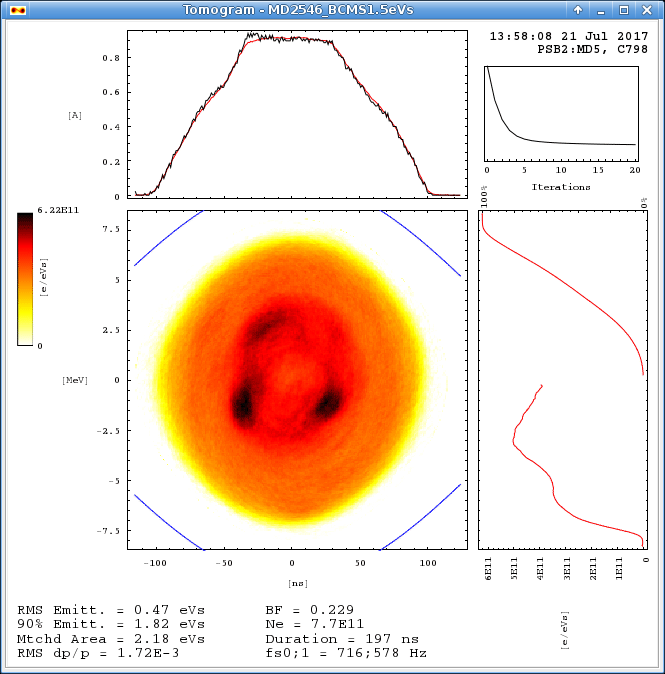 Tomogram - MD2546_BCMS1.5eVs
13:58:08 21 Jul 2017
PSB2:MD5, C798
[A]
0.8
0.6
0.4
0.2
0
0 5 10 15 20
Iterations
100%
0%
6.22E11
[e/eVs]
0
7.5
5
2.5
[MeV]
0
-2.5
-5
-7.5
-100 -50 0 50 100
[ns]
6E11 5E11 4E11 3E11 2E11 1E11 0
[e/eVs]
RMS Emitt. = 0.47 eVs
90% Emitt. = 1.82 eVs
Mtchd Area = 2.18 eVs
RMS dp/p = 1.72E-3
BF = 0.229
Ne = 7.7E11
Duration = 197 ns
fs0;1 = 716;578 Hz